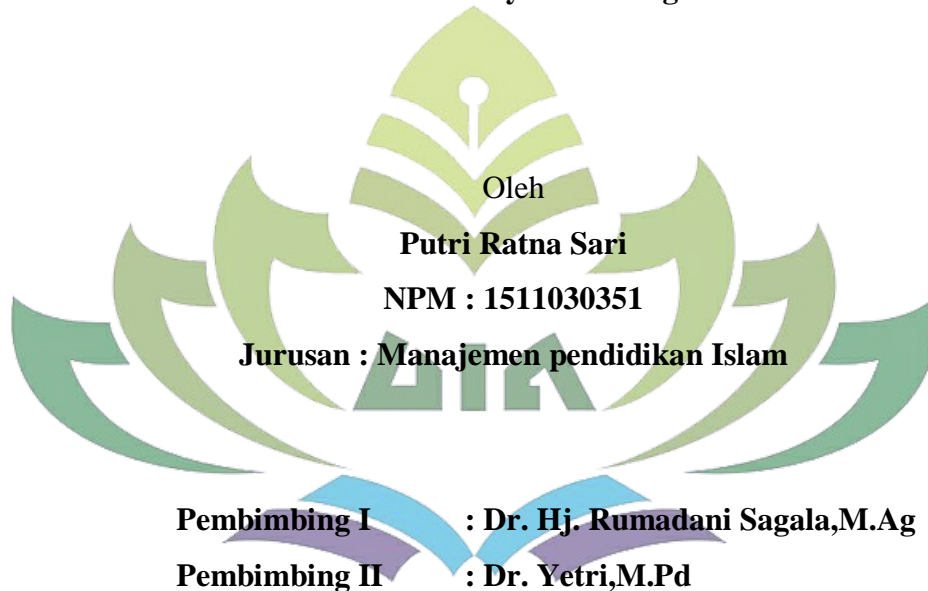 Oleh
Putri Ratna Sari
NPM : 1511030351
Jurusan : Manajemen pendidikan Islam
Pembimbing I : Dr. Hj. Rumadani Sagala,M.Ag
Pembimbing II : Dr. Yetri,M.Pd